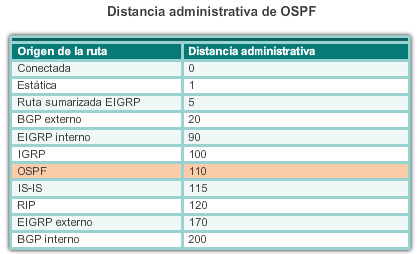 Distancia administrativa de OSPF
Origen de la ruta Distancia administrativa
Conectada 0
Estática 1
Ruta sumarizada EIGRP 5
BGP externo 20
EIGRP interno 90
IGRP 100
OSPF 110
IS-IS 115
RIP 120
EIGRP externo 170
BGP interno 200